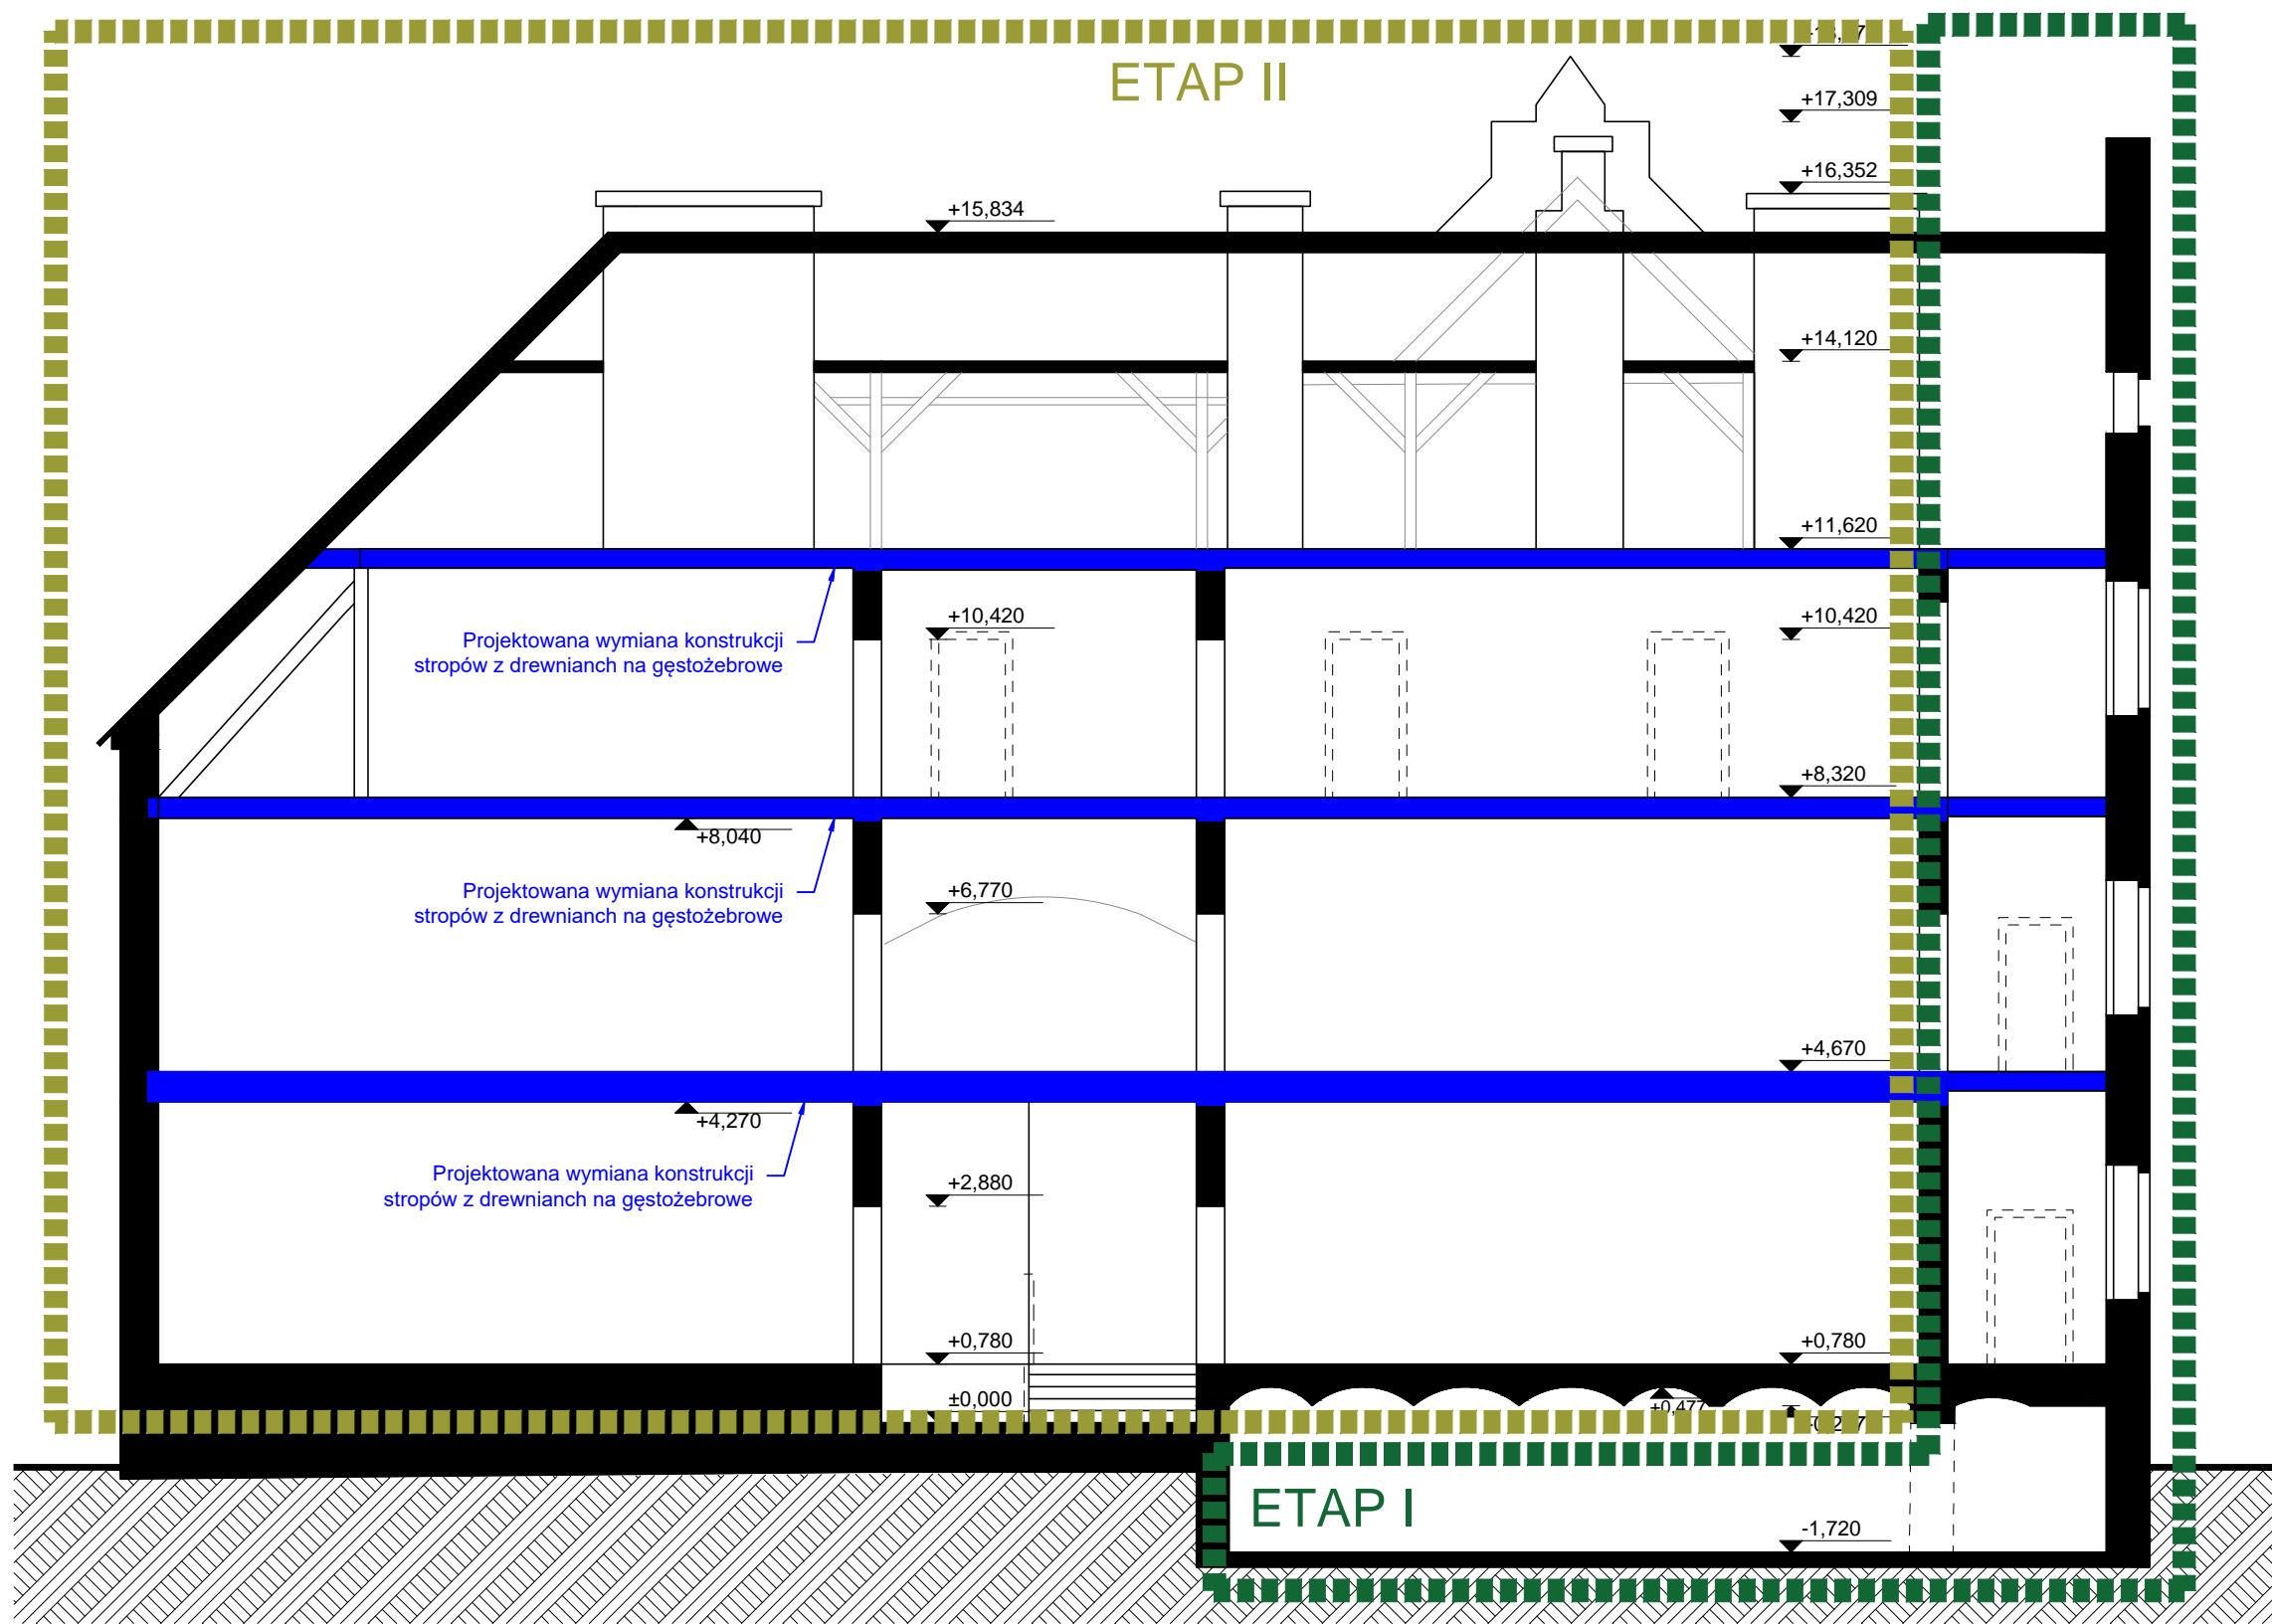 ETAP II
+17,309
+16,352
+15,834
+14,120
+11,620
+10,420
+10,420
Projektowana wymiana konstrukcji
stropów z drewnianch na gęstożebrowe
+8,320
+8,040
Projektowana wymiana konstrukcji
stropów z drewnianch na gęstożebrowe
+6,770
+4,670
+4,270
Projektowana wymiana konstrukcji
stropów z drewnianch na gęstożebrowe
+2,880
+0,780
+0,780
±0,000
+0,477
ETAP I
-1,720